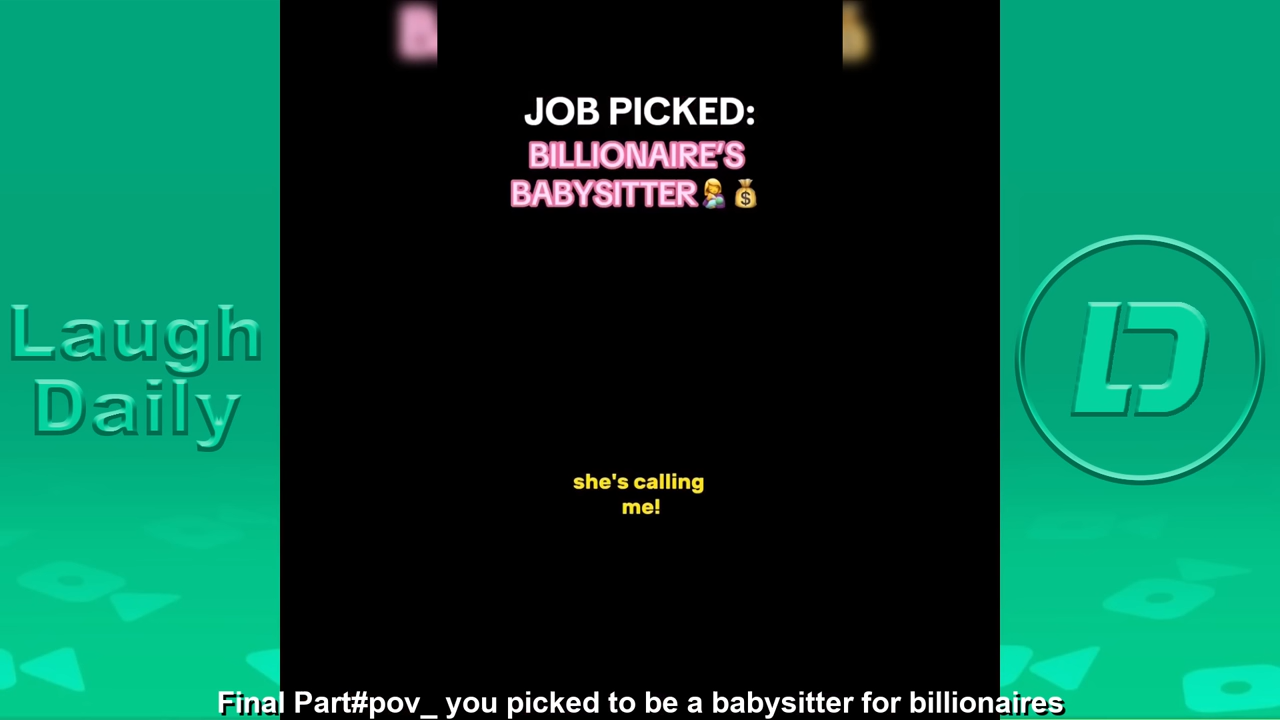 JOB PICKED:
BILLIONAIRE'S
BABYSITTER🤱💰
Laugh
Daily
LD
she's calling
me!
Final Part#pov_ you picked to be a babysitter for billionaires